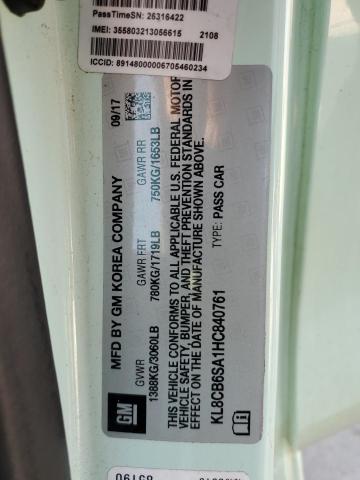 PassTimeSN: 26316422
IMEI: 355803213056615 2108
ICCID: 89148000006705460234
MFD BY GM KOREA COMPANY 09/17
GVWR GAWR FRT GAWR RR
1388KG/3060LB 780KG/1719LB 750KG/1653LB
THIS VEHICLE CONFORMS TO ALL APPLICABLE U.S. FEDERAL MOTOR
VEHICLE SAFETY, BUMPER, AND THEFT PREVENTION STANDARDS IN
EFFECT ON THE DATE OF MANUFACTURE SHOWN ABOVE.
KL8CB6SA1HC840761 TYPE: PASS CAR
GM